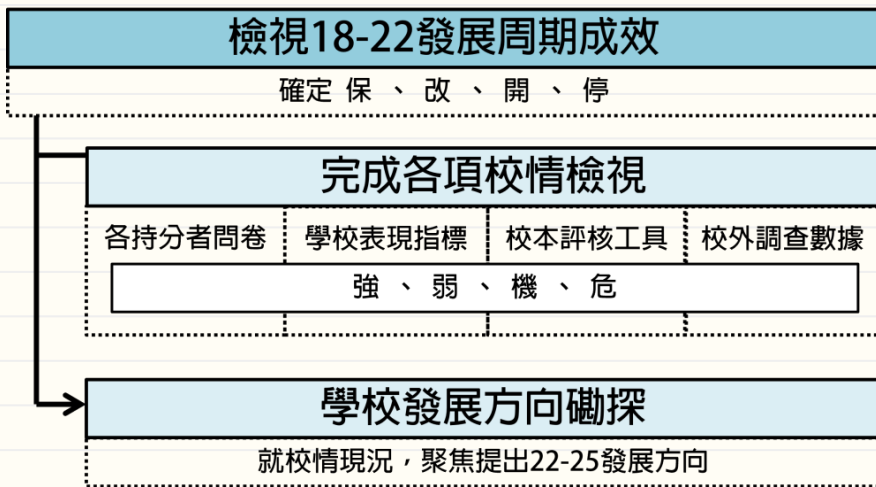 檢視18-22發展周期成效
確定 保 、 改 、 開 、 停
完成各項校情檢視
各持分者問卷 學校表現指標 校本評核工具 校外調查數據
強 、 弱 、 機 、 危
學校發展方向磡探
就校情現況，聚焦提出22-25發展方向